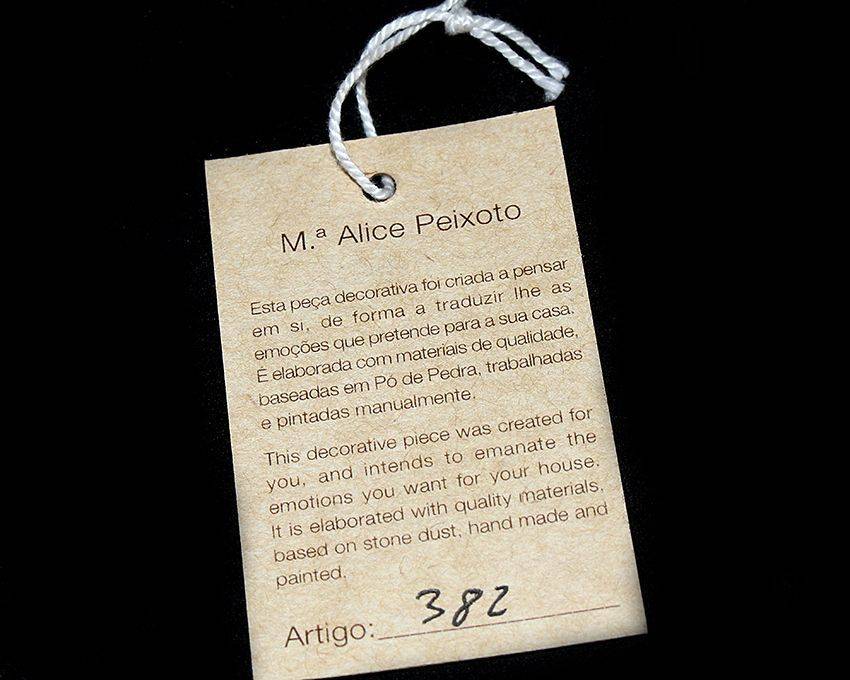 M.ª Alice Peixoto
Esta peça decorativa foi criada a pensar
em si, de forma a traduzir lhe as
emoções que pretende para a sua casa.
É elaborada com materiais de qualidade,
baseadas em Pó de Pedra, trabalhadas
e pintadas manualmente.
This decorative piece was created for
you, and intends to emanate the
emotions you want for your house.
It is elaborated with quality materials,
based on stone dust, hand made and
painted.
Artigo: 382